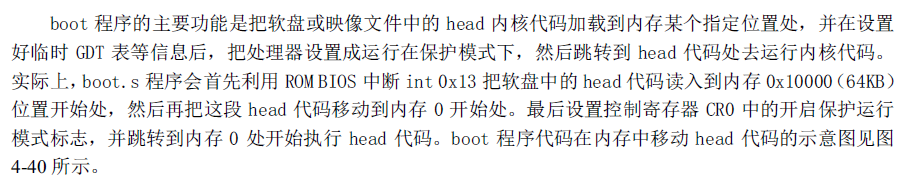 boot 程序的主要功能是把软盘或映像文件中的 head 内核代码加载到内存某个指定位置处，并在设置
好临时 GDT 表等信息后，把处理器设置成运行在保护模式下，然后跳转到 head 代码处去运行内核代码。
实际上，boot.s 程序会首先利用 ROM BIOS 中断 int 0x13 把软盘中的 head 代码读入到内存 0x10000（64KB）
位置开始处，然后再把这段 head 代码移动到内存 0 开始处。最后设置控制寄存器 CR0 中的开启保护运行
模式标志，并跳转到内存 0 处开始执行 head 代码。boot 程序代码在内存中移动 head 代码的示意图见图
4-40 所示。